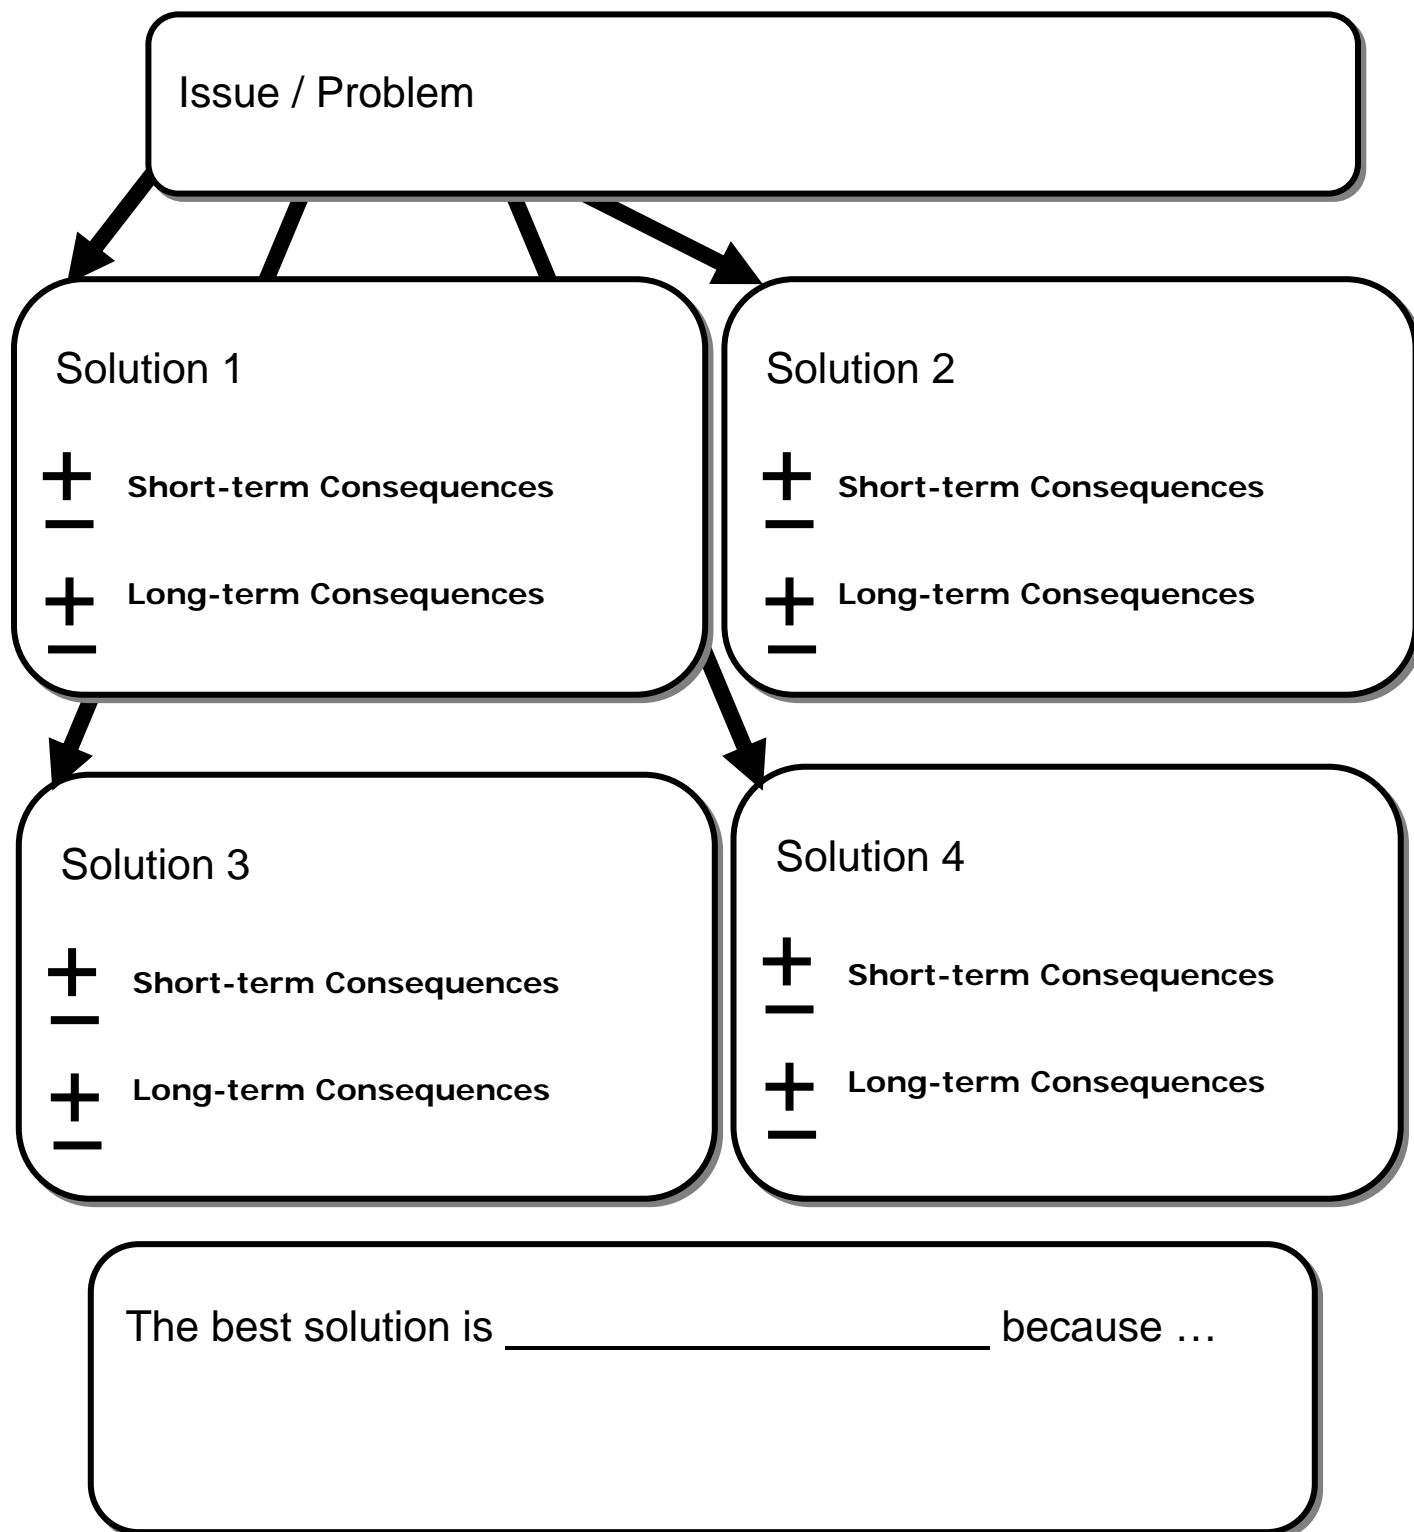 Issue / Problem
Solution 1
+ Short-term Consequences
–
+ Long-term Consequences
–
Solution 2
+ Short-term Consequences
–
+ Long-term Consequences
–
Solution 3
+ Short-term Consequences
–
+ Long-term Consequences
–
Solution 4
+ Short-term Consequences
–
+ Long-term Consequences
–
The best solution is ____________________ because …